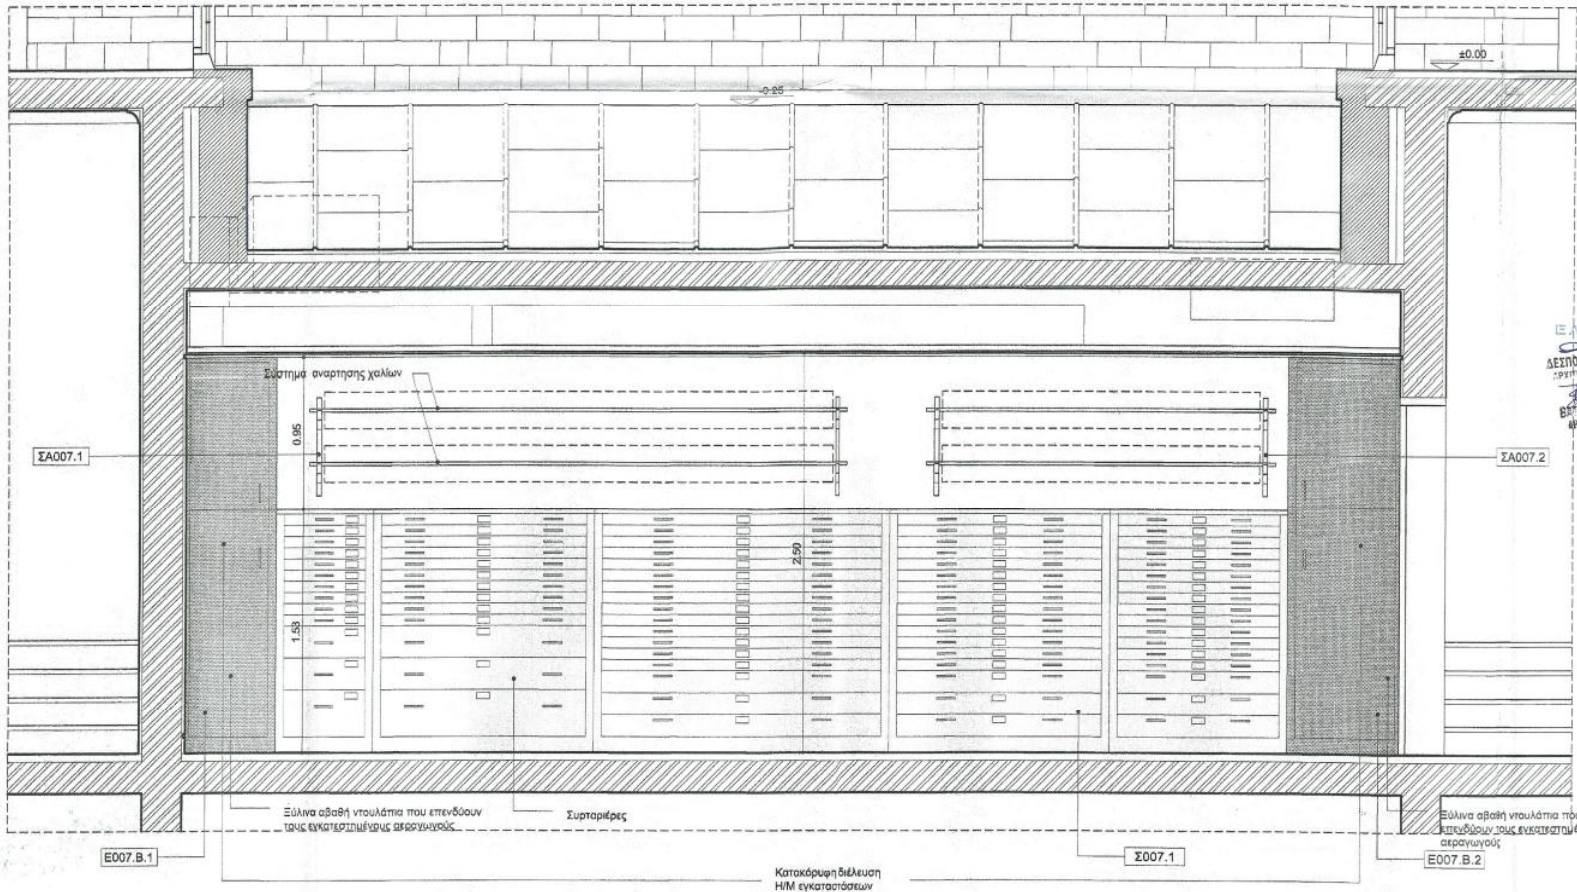 ±0.00
-0.25
Σύστημα αναρτησης χαλίων
0.95
ΣΑ007.1
ΣΑ007.2
2.50
1.53
Ξύλινα αβαθή ντουλάπια που επενδύουν
τους εγκατεστημένους αεραγωγούς
Συρταριέρες
Ξύλινα αβαθή ντουλάπια που
επενδύουν τους εγκατεστημέ
αεραγωγούς
Ε007.Β.1
Σ007.1
Ε007.Β.2
Κατακόρυφη διέλευση
Η/Μ εγκαταστάσεων